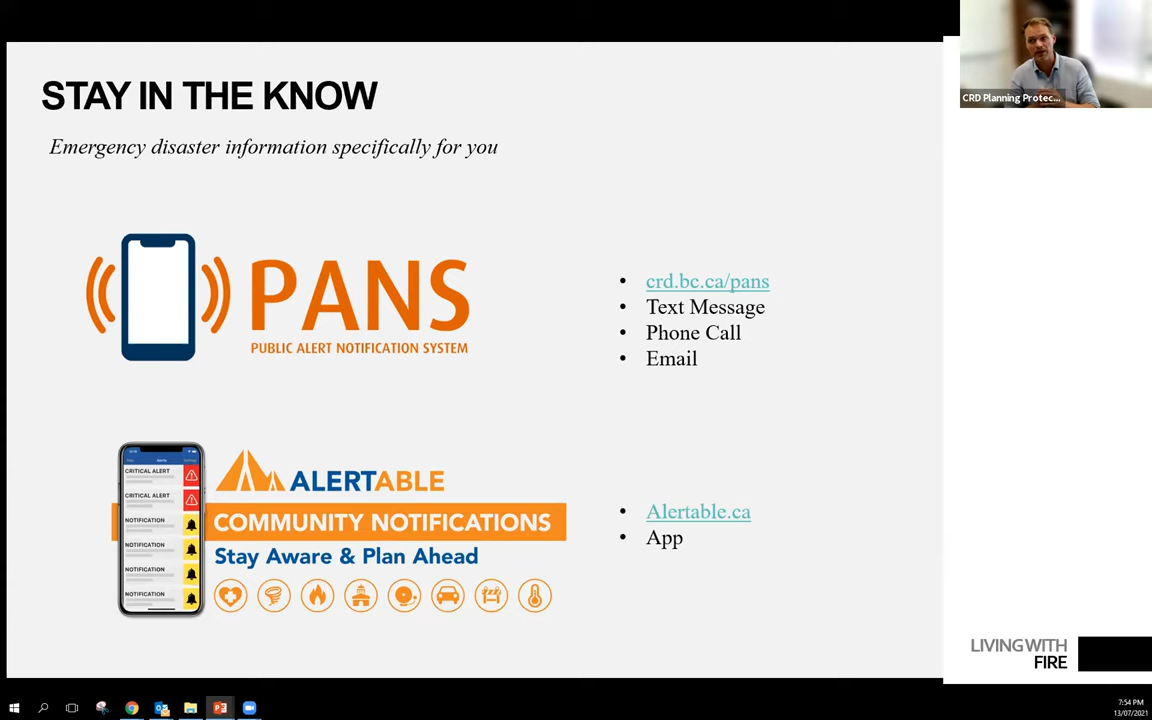 CRD Planning Protec...
STAY IN THE KNOW
Emergency disaster information specifically for you
PANS
PUBLIC ALERT NOTIFICATION SYSTEM
• crd.bc.ca/pans
• Text Message
• Phone Call
• Email
CRITICAL ALERT
CRITICAL ALERT
NOTIFICATION
NOTIFICATION
NOTIFICATION
NOTIFICATION
ALERTABLE
COMMUNITY NOTIFICATIONS
Stay Aware & Plan Ahead
• Alertable.ca
• App
LIVING WITH
FIRE
7:54 PM
13/07/2021